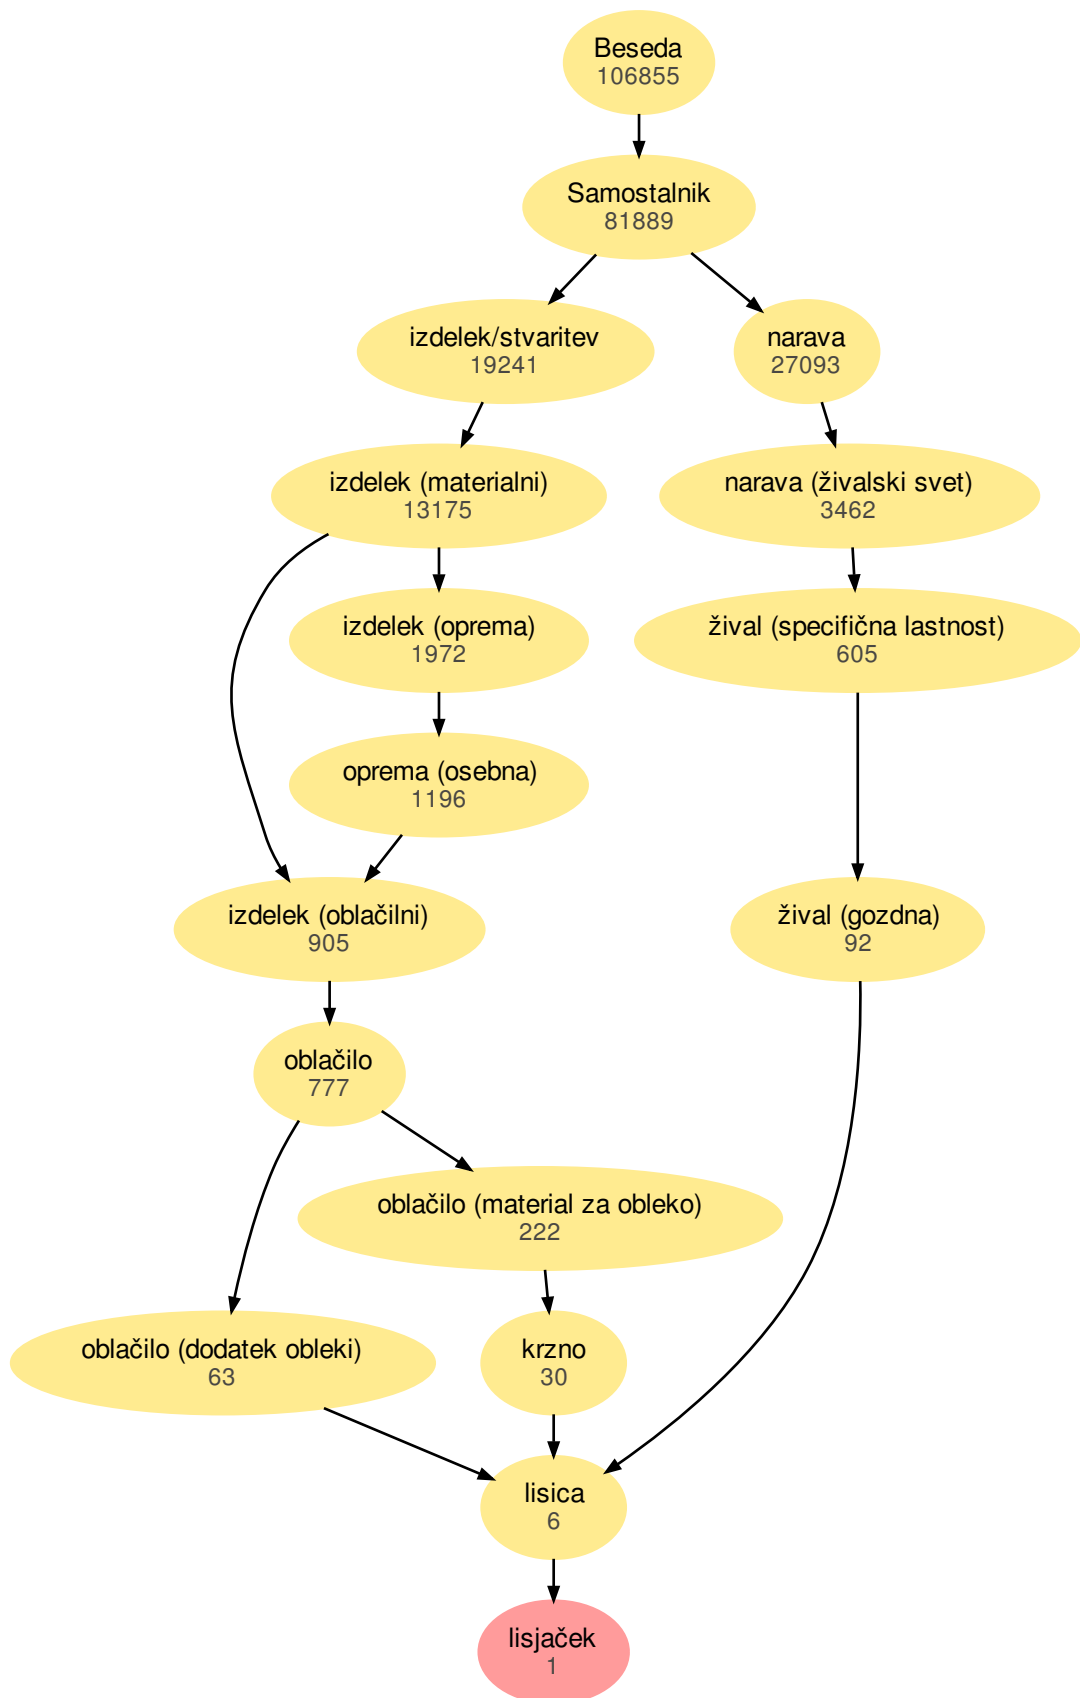 Beseda
106855
Samostalnik
81889
izdelek/stvaritev
19241
narava
27093
izdelek (materialni)
13175
narava (živalski svet)
3462
izdelek (oprema)
1972
žival (specifična lastnost)
605
oprema (osebna)
1196
izdelek (oblačilni)
905
žival (gozdna)
92
oblačilo
777
oblačilo (material za obleko)
222
oblačilo (dodatek obleki)
63
krzno
30
lisica
6
lisjaček
1